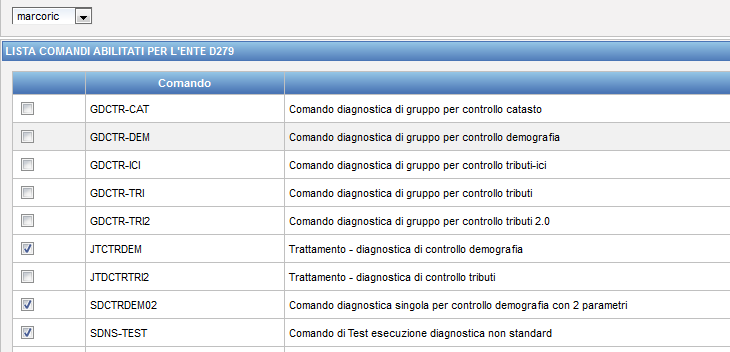 marcoric
LISTA COMANDI ABILITATI PER L'ENTE D279
Comando
GDCTR-CAT Comando diagnostica di gruppo per controllo catasto
GDCTR-DEM Comando diagnostica di gruppo per controllo demografia
GDCTR-ICI Comando diagnostica di gruppo per controllo tributi-ici
GDCTR-TRI Comando diagnostica di gruppo per controllo tributi
GDCTR-TRI2 Comando diagnostica di gruppo per controllo tributi 2.0
JTCTRDEM Trattamento - diagnostica di controllo demografia
JTDCTRTRI2 Trattamento - diagnostica di controllo tributi
SDCTRDEM02 Comando diagnostica singola per controllo demografia con 2 parametri
SDNS-TEST Comando di Test esecuzione diagnostica non standard